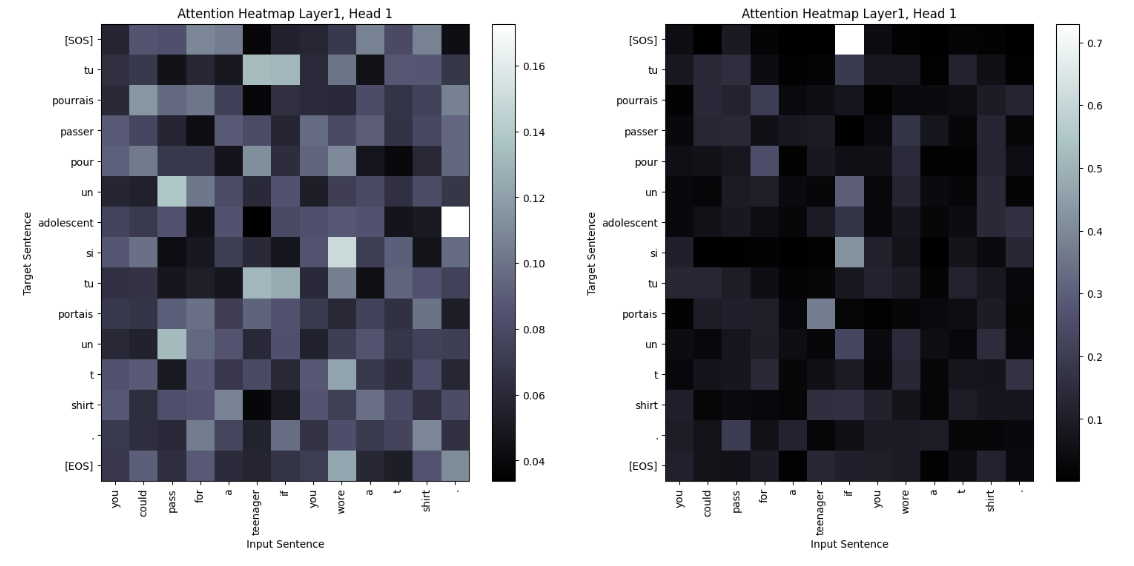 Attention Heatmap Layer1, Head 1
Target Sentence
[SOS]
tu
pourrais
passer
pour
un
adolescent
si
tu
portais
un
t
shirt
.
[EOS]
you
could
pass
for
a
teenager
if
you
wore
a
t
shirt
.
Input Sentence
0.16
0.14
0.12
0.10
0.08
0.06
0.04
Attention Heatmap Layer1, Head 1
Target Sentence
[SOS]
tu
pourrais
passer
pour
un
adolescent
si
tu
portais
un
t
shirt
.
[EOS]
you
could
pass
for
a
teenager
if
you
wore
a
t
shirt
.
Input Sentence
0.7
0.6
0.5
0.4
0.3
0.2
0.1